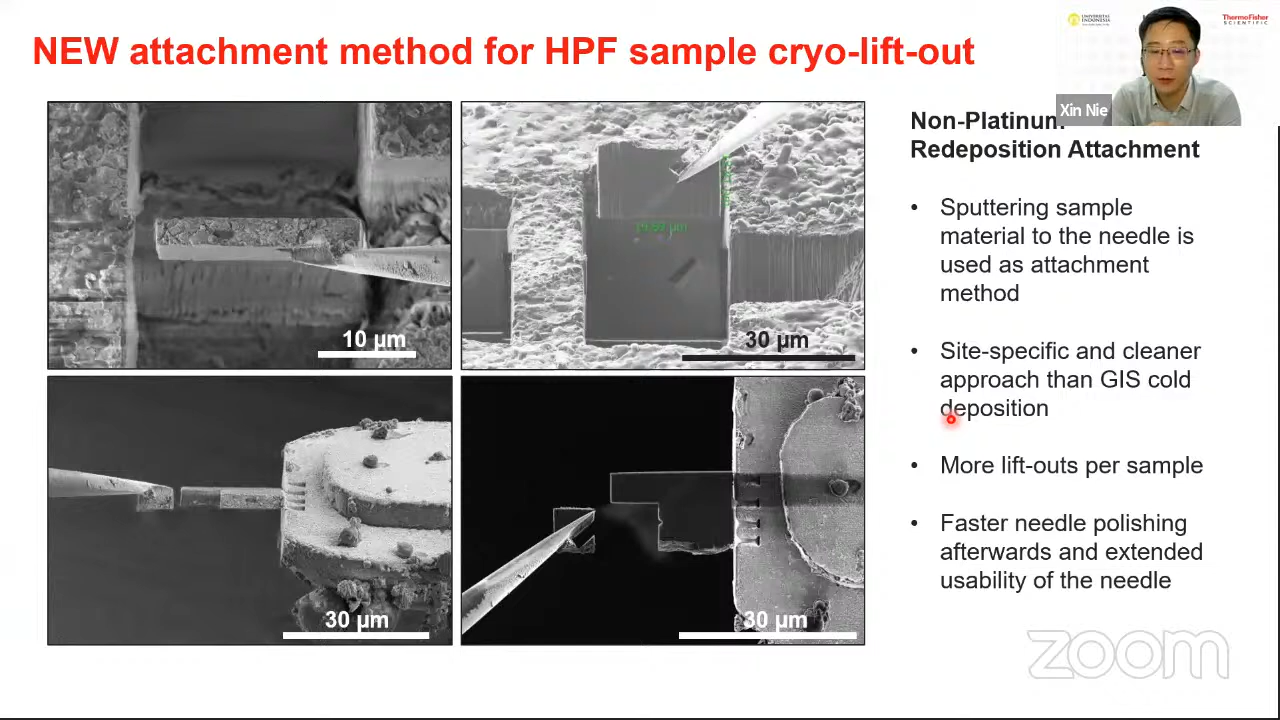 NEW attachment method for HPF sample cryo-lift-out
UNIVERSITAS
INDONESIA
ThermoFisher
SCIENTIFIC
Xin Nie
10 µm
30 µm
30 µm
30 µm
Non-Platinum
Redeposition Attachment
• Sputtering sample
material to the needle is
used as attachment
method
• Site-specific and cleaner
approach than GIS cold
deposition
• More lift-outs per sample
• Faster needle polishing
afterwards and extended
usability of the needle
zoom